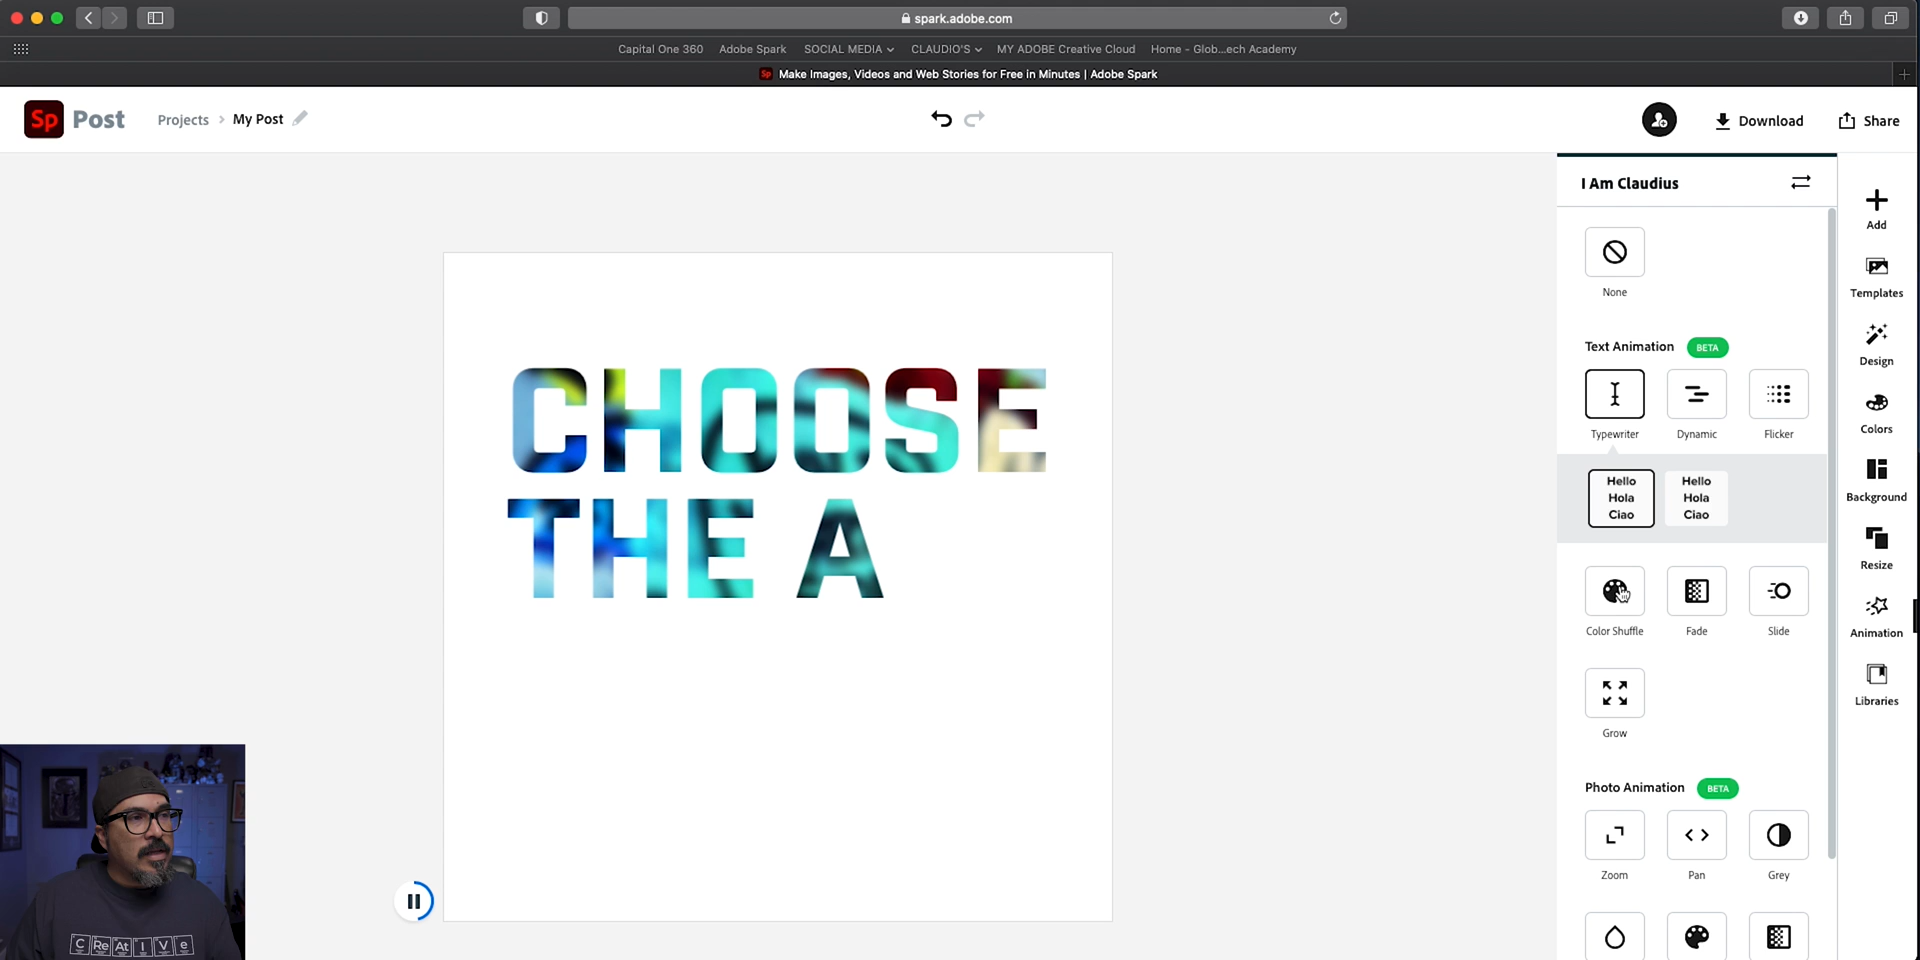 spark.adobe.com
Capital One 360 Adobe Spark SOCIAL MEDIA CLAUDIO'S MY ADOBE Creative Cloud Home - Glob...ech Academy
Sp Make Images, Videos and Web Stories for Free in Minutes | Adobe Spark
Sp Post Projects > My Post
Download Share
I Am Claudius
None
Text Animation BETA
Typewriter Dynamic Flicker
Hello Hello
Hola Hola
Ciao Ciao
Color Shuffle Fade Slide
Grow
Photo Animation BETA
Zoom Pan Grey
Add
Templates
Design
Colors
Background
Resize
Animation
Libraries
CHOOSE
THE A
CReAtIVe